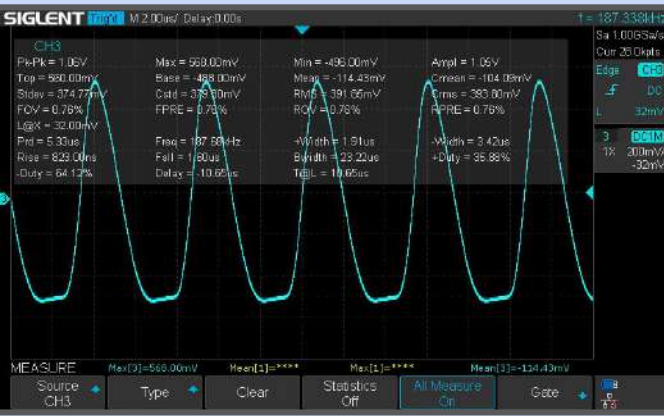 SIGLENT Trig'd M 2.00us/ Delay:0.00s f = 187.338kHz
Sa 1.00GSa/s
Curr 28.0kpts
Edge CH3
DC
L 32mV
3 DC1M
1X 200mV/
-32mV
CH3
Pk-Pk = 1.06V Max = 568.00mV Min = -496.00mV Ampl = 1.05V
Top = 560.00mV Base = -488.00mV Mean = -114.43mV Cmean = -104.09mV
Stdev = 374.77mV Cstd = 379.80mV RMS = 391.65mV Crms = 393.80mV
FOV = 0.76% FPRE = 0.76% ROV = 0.76% RPRE = 0.76%
L@X = 32.00mV
Prd = 5.33us Freq = 187.68kHz +Width = 1.91us -Width = 3.42us
Rise = 823.00ns Fall = 1.60us Bwidth = 23.22us +Duty = 35.88%
-Duty = 64.12% Delay = -10.65us T@L = 10.65us
3
MEASURE Max[3]=568.00mV Mean[1]=**** Max[1]=**** Mean[3]=-114.43mV
Source Type Clear Statistics All Measure Gate
CH3 Off On